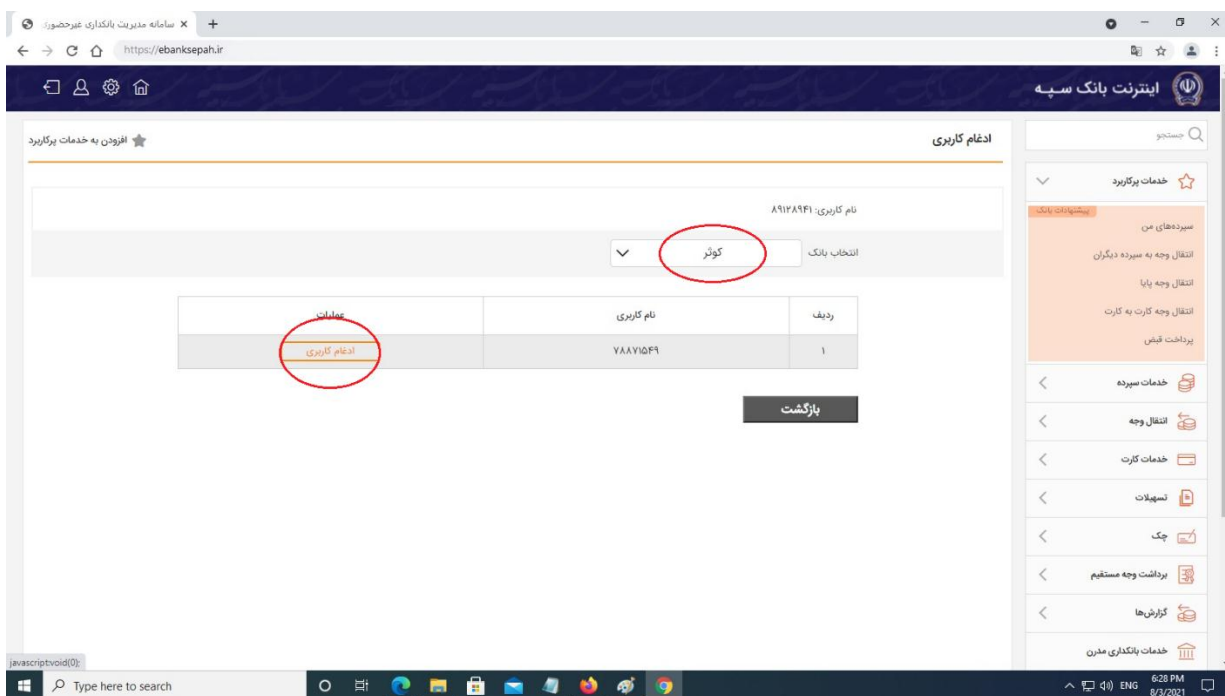 سامانه مدیریت بانکداری غیرحضوری
https://ebanksepah.ir
اینترنت بانک سپه
جستجو
خدمات پرکاربرد
پیشنهادات بانک
سپرده‌های من
انتقال وجه به سپرده دیگران
انتقال وجه پایا
انتقال وجه کارت به کارت
پرداخت قبض
خدمات سپرده
انتقال وجه
خدمات کارت
تسهیلات
چک
برداشت وجه مستقیم
گزارش‌ها
خدمات بانکداری مدرن
ادغام کاربری
افزودن به خدمات پرکاربرد
نام کاربری: ۸۹۱۲۸۹۴۱
انتخاب بانک کوثر
ردیف نام کاربری عملیات
۱ ۷۸۸۷۱۵۴۹ ادغام کاربری
بازگشت
javascript:void(0);
Type here to search
ENG 6:28 PM
8/3/2021